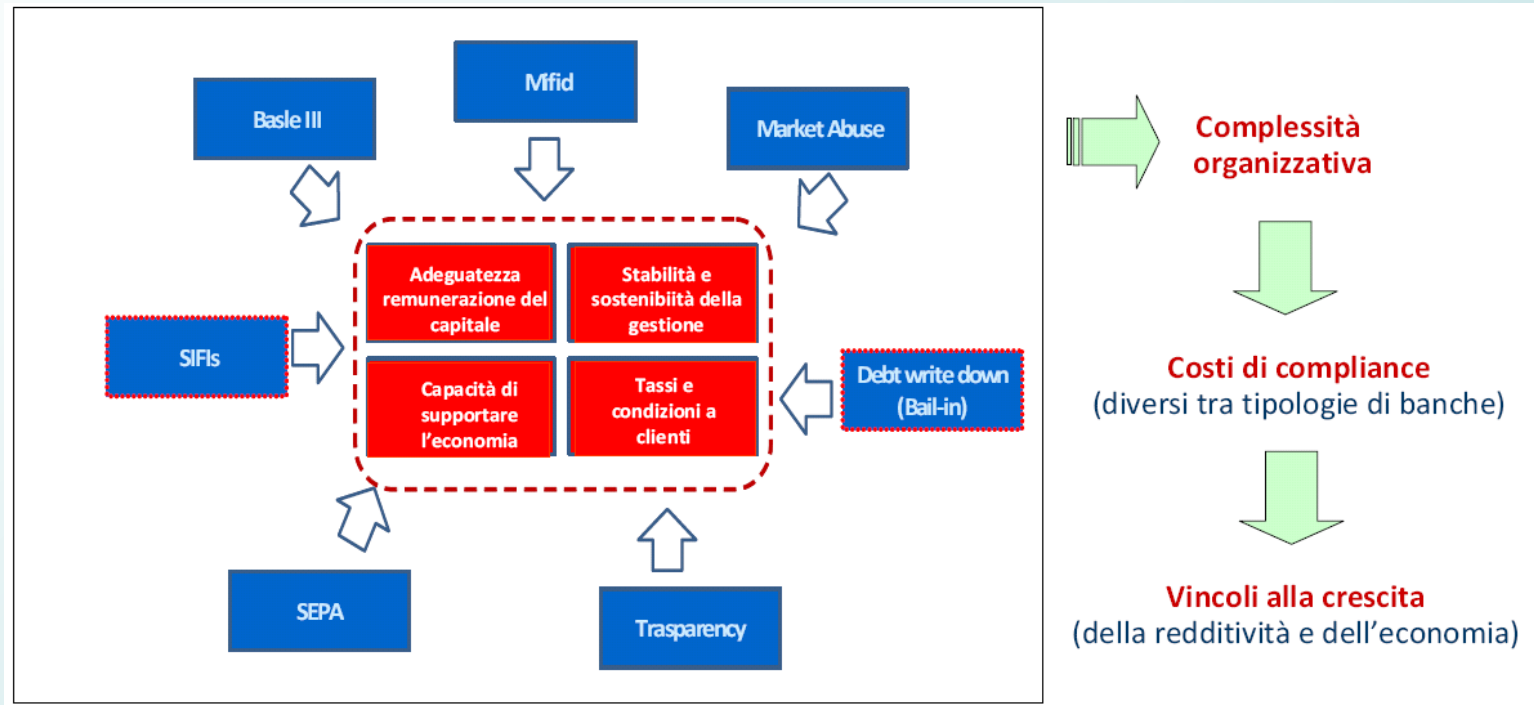 Mifid
Basle III
Market Abuse
Adeguatezza
remunerazione del
capitale
Stabilità e
sostenibiità della
gestione
SIFIs
Capacità di
supportare
l'economia
Tassi e
condizioni a
clienti
Debt write down
(Bail-in)
SEPA
Trasparency
Complessità
organizzativa
Costi di compliance
(diversi tra tipologie di banche)
Vincoli alla crescita
(della redditività e dell'economia)